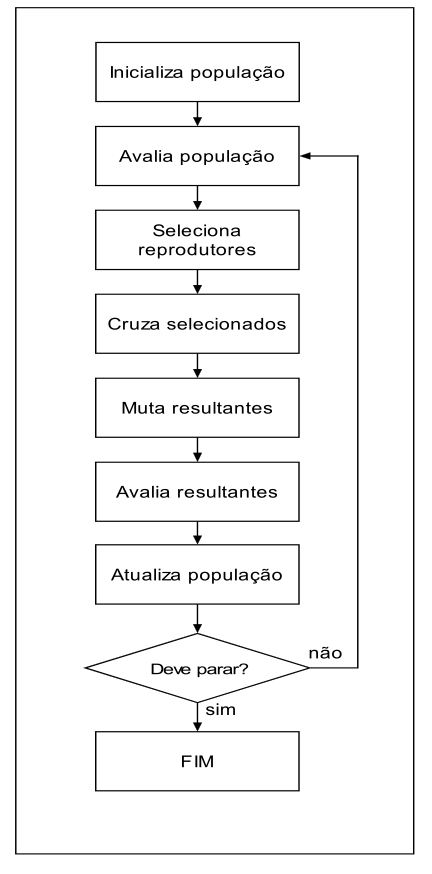 Inicializa população
Avalia população
Seleciona
reprodutores
Cruza selecionados
Muta resultantes
Avalia resultantes
Atualiza população
Deve parar?
não
sim
FIM